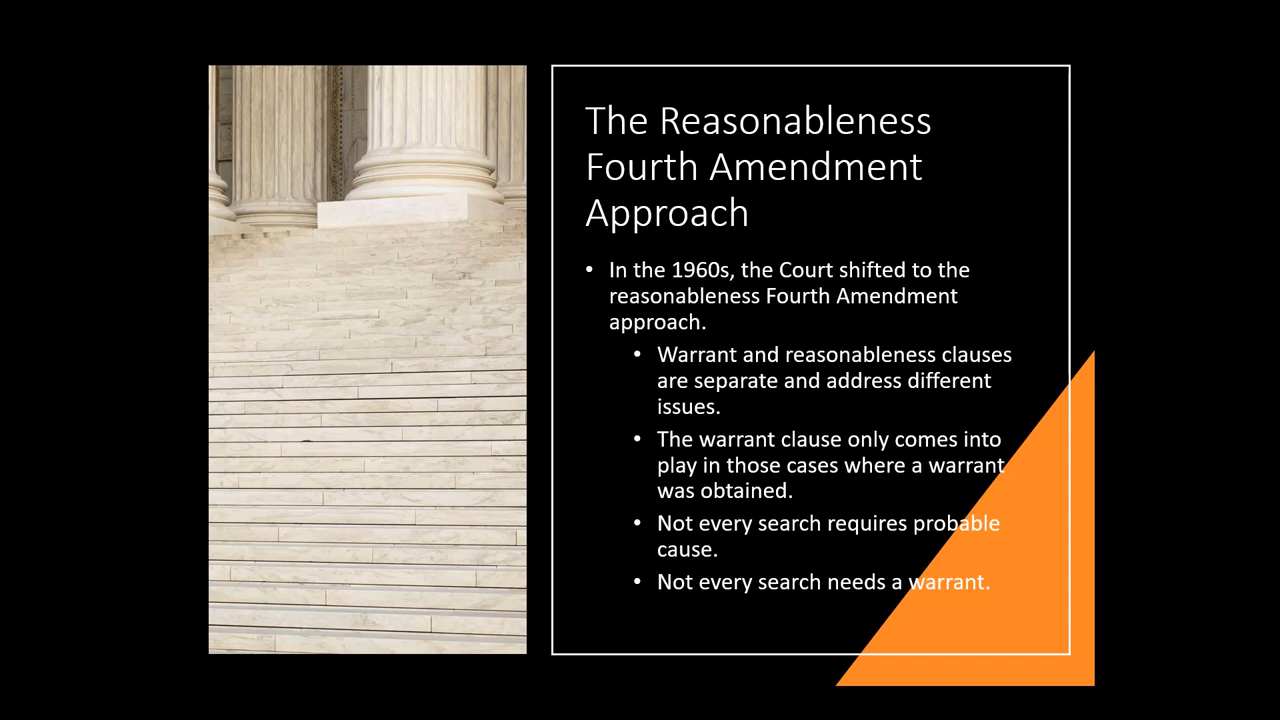 The Reasonableness
Fourth Amendment
Approach
• In the 1960s, the Court shifted to the
reasonableness Fourth Amendment
approach.
• Warrant and reasonableness clauses
are separate and address different
issues.
• The warrant clause only comes into
play in those cases where a warrant
was obtained.
• Not every search requires probable
cause.
• Not every search needs a warrant.